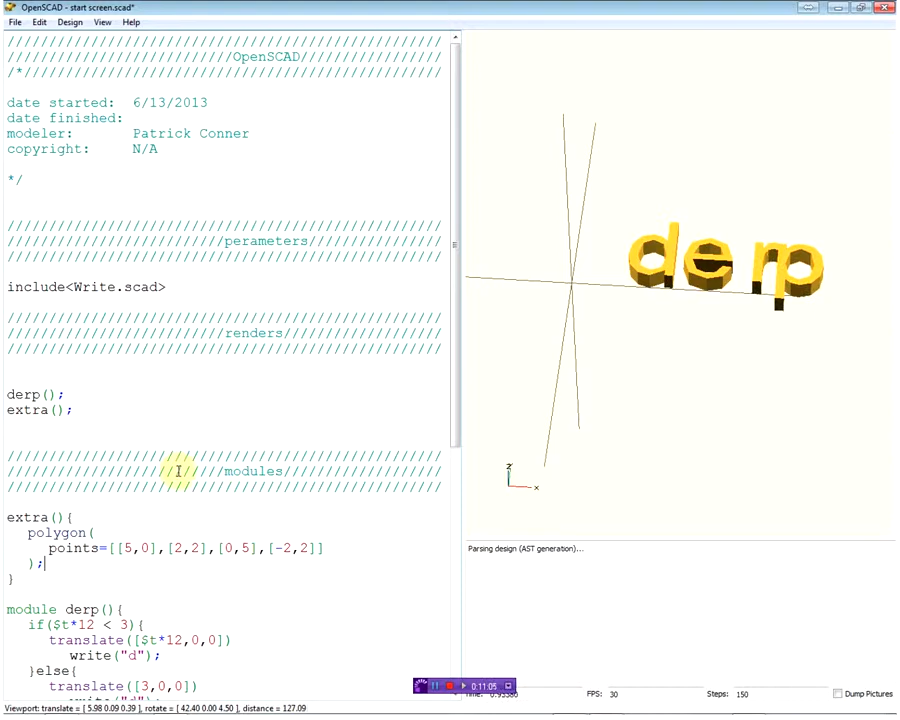 OpenSCAD - start screen.scad*
File Edit Design View Help
//////////////////////////////////////////////////////
///////////////////////////OpenSCAD/////////////////
/*//////////////////////////////////////////////////
date started: 6/13/2013
date finished:
modeler: Patrick Conner
copyright: N/A
*/
////////////////////////////////////////////////////
//////////////////////////perameters////////////////
////////////////////////////////////////////////////
include<Write.scad>
////////////////////////////////////////////////////
//////////////////////////renders///////////////////
////////////////////////////////////////////////////
derp();
extra();
////////////////////////////////////////////////////
//////////////////////////modules///////////////////
////////////////////////////////////////////////////
extra(){
polygon(
points=[[5,0],[2,2],[0,5],[-2,2]]
);
}
module derp(){
if($t*12 < 3){
translate([$t*12,0,0])
write("d");
}else{
translate([3,0,0])
write("d");
derp
z
x
Parsing design (AST generation)...
0:11:05
Time: 0.93380 FPS: 30 Steps: 150 Dump Pictures
Viewport: translate = [ 5.98 0.09 0.39 ], rotate = [ 42.40 0.00 4.50 ], distance = 127.09